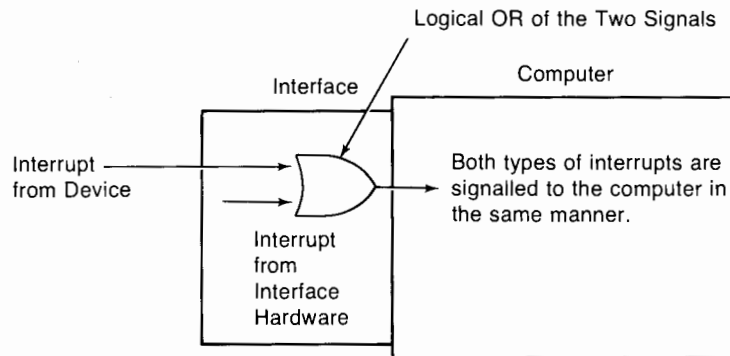 Logical OR of the Two Signals
Interface
Computer
Interrupt
from Device
Both types of interrupts are
signalled to the computer in
the same manner.
Interrupt
from
Interface
Hardware